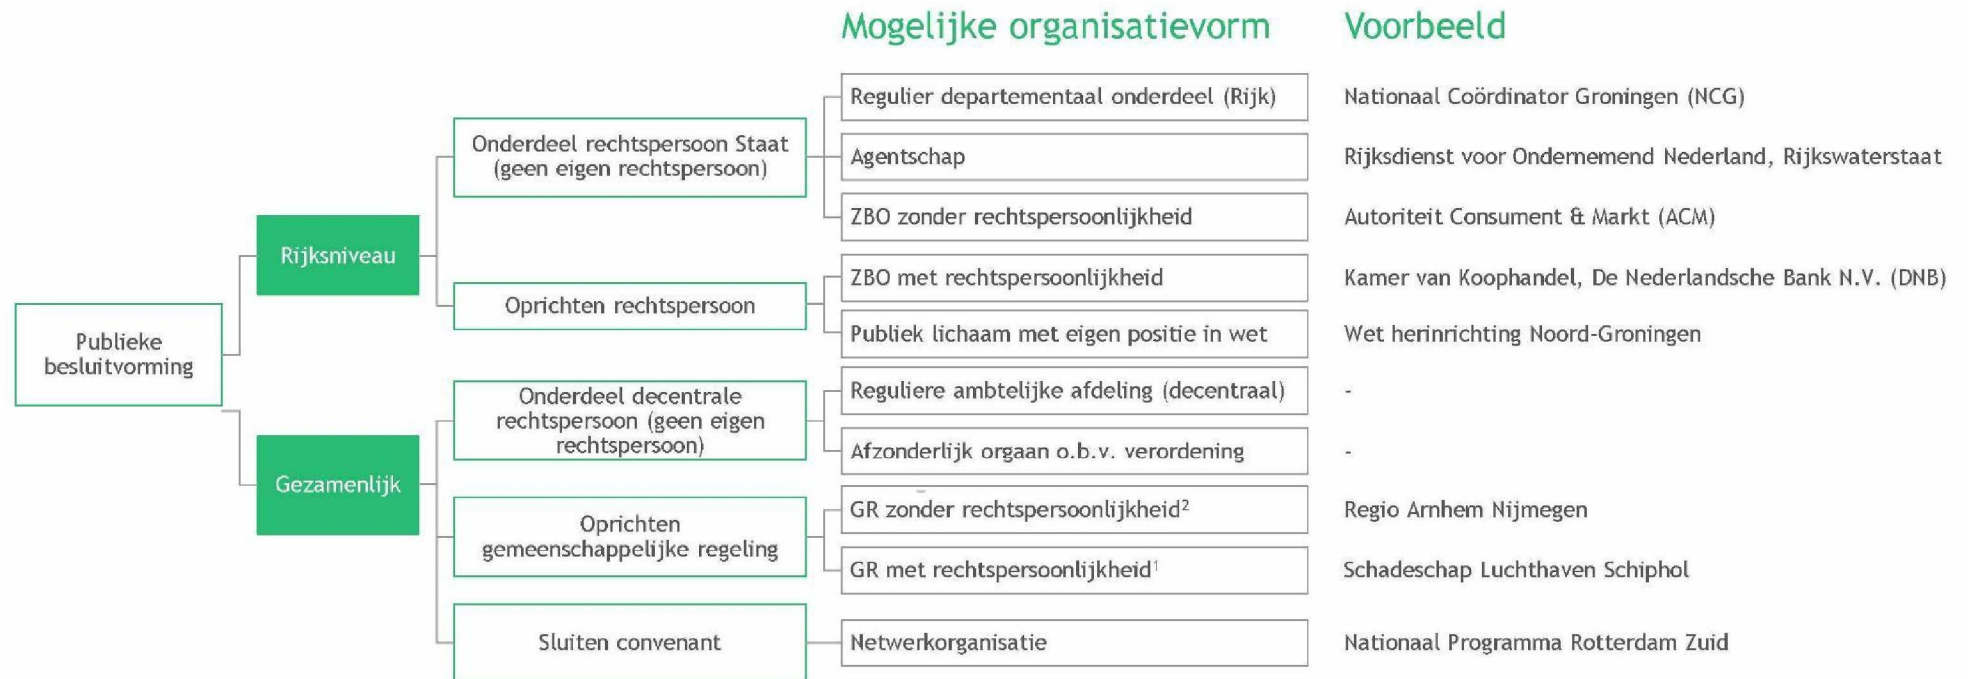 Mogelijke organisatievorm
Voorbeeld
Publieke
besluitvorming
Rijksniveau
Onderdeel rechtspersoon Staat
(geen eigen rechtspersoon)
Regulier departementaal onderdeel (Rijk)
Nationaal Coördinator Groningen (NCG)
Agentschap
Rijksdienst voor Ondernemend Nederland, Rijkswaterstaat
ZBO zonder rechtspersoonlijkheid
Autoriteit Consument & Markt (ACM)
Oprichten rechtspersoon
ZBO met rechtspersoonlijkheid
Kamer van Koophandel, De Nederlandsche Bank N.V. (DNB)
Publiek lichaam met eigen positie in wet
Wet herinrichting Noord-Groningen
Gezamenlijk
Onderdeel decentrale
rechtspersoon (geen eigen
rechtspersoon)
Reguliere ambtelijke afdeling (decentraal)
-
Afzonderlijk orgaan o.b.v. verordening
-
Oprichten
gemeenschappelijke regeling
GR zonder rechtspersoonlijkheid²
Regio Arnhem Nijmegen
GR met rechtspersoonlijkheid¹
Schadeschap Luchthaven Schiphol
Sluiten convenant
Netwerkorganisatie
Nationaal Programma Rotterdam Zuid